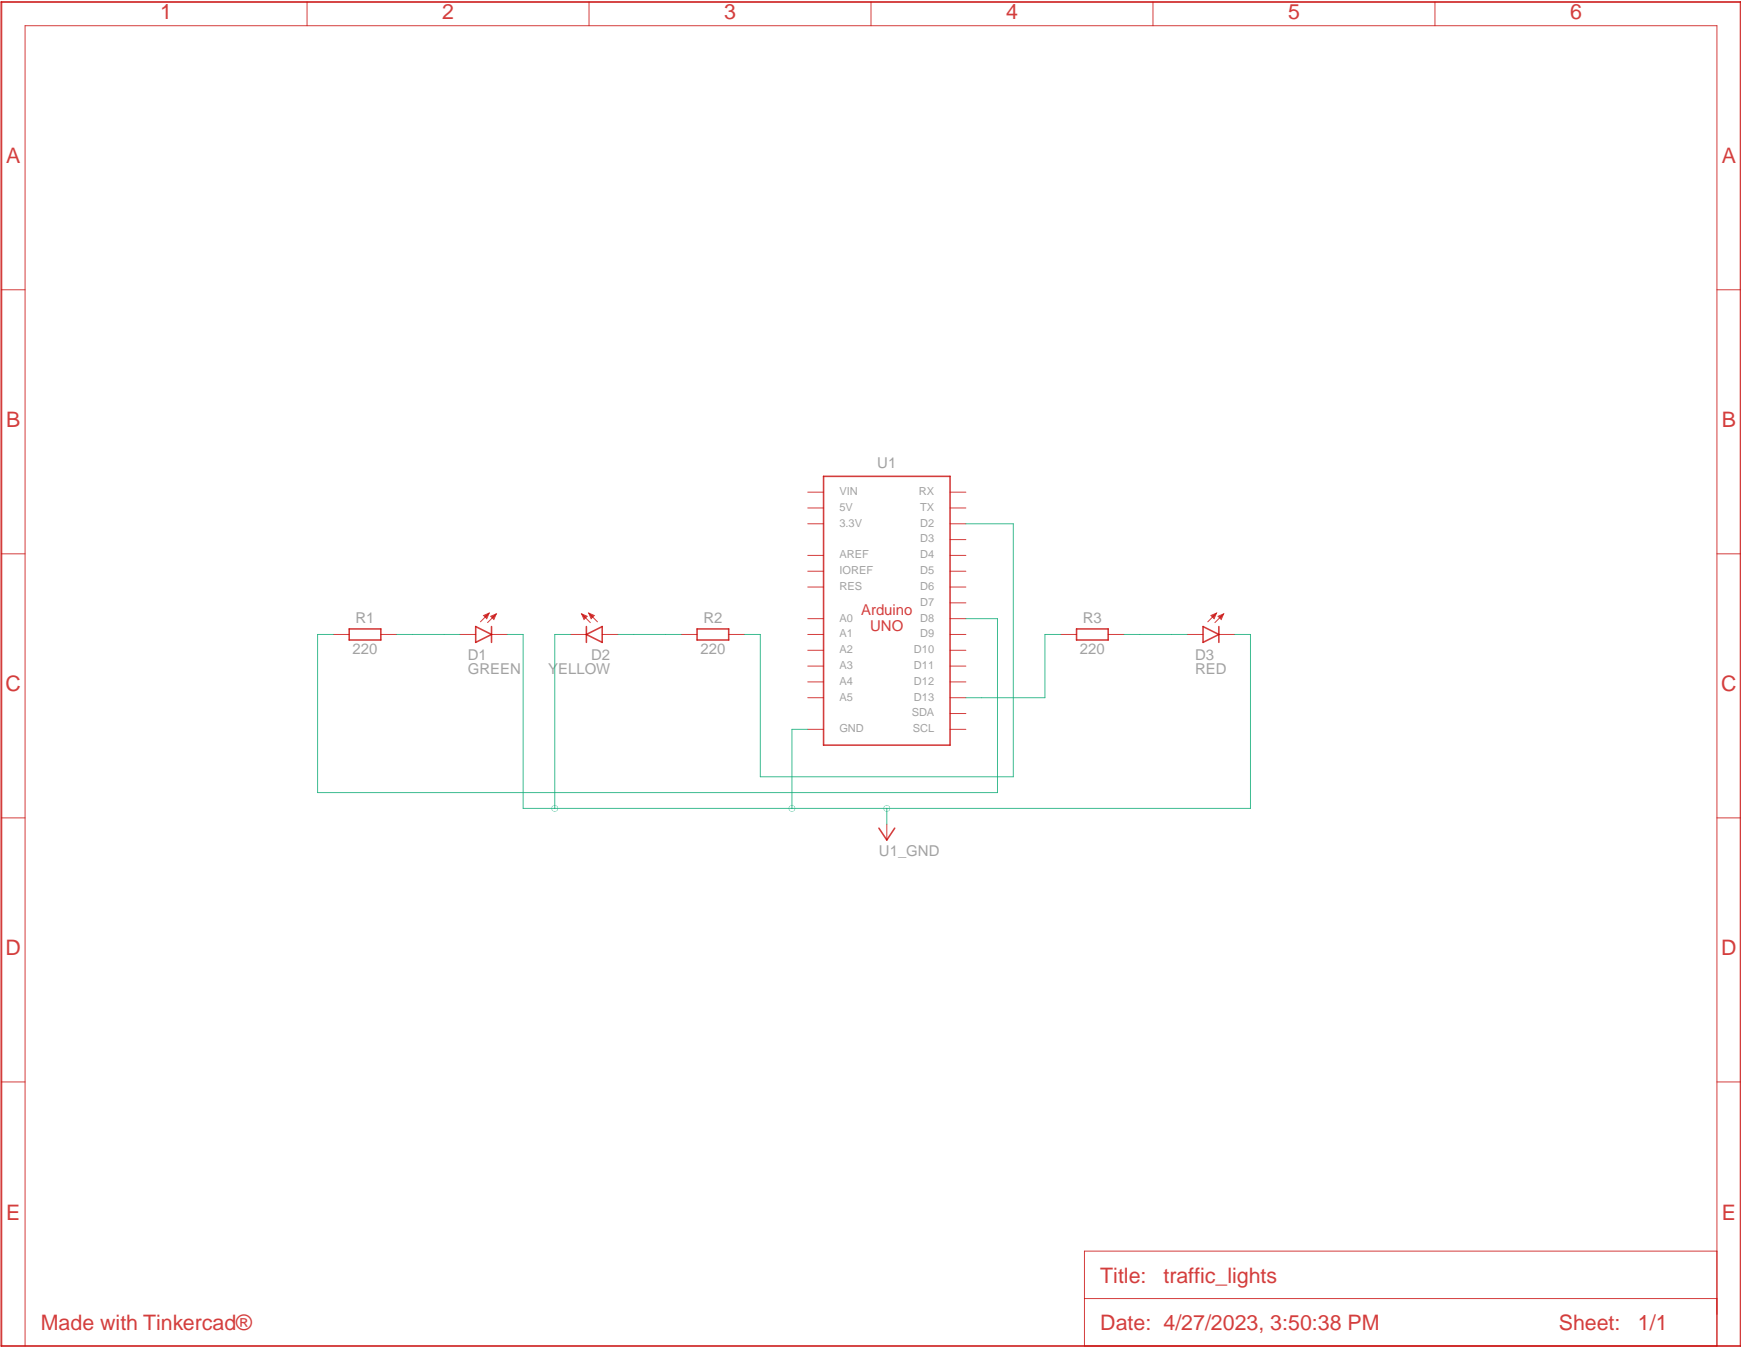 1 2 3 4 5 6
A A
B B
U1
VIN RX
5V TX
3.3V D2
D3
AREF D4
IOREF D5
RES D6
D7
Arduino
UNO
A0 D8
A1 D9
A2 D10
A3 D11
A4 D12
A5 D13
SDA
GND SCL
R1
220
D1
GREEN
D2
YELLOW
R2
220
R3
220
D3
RED
C C
U1_GND
D D
E E
Title: traffic_lights
Date: 4/27/2023, 3:50:38 PM Sheet: 1/1
Made with Tinkercad®